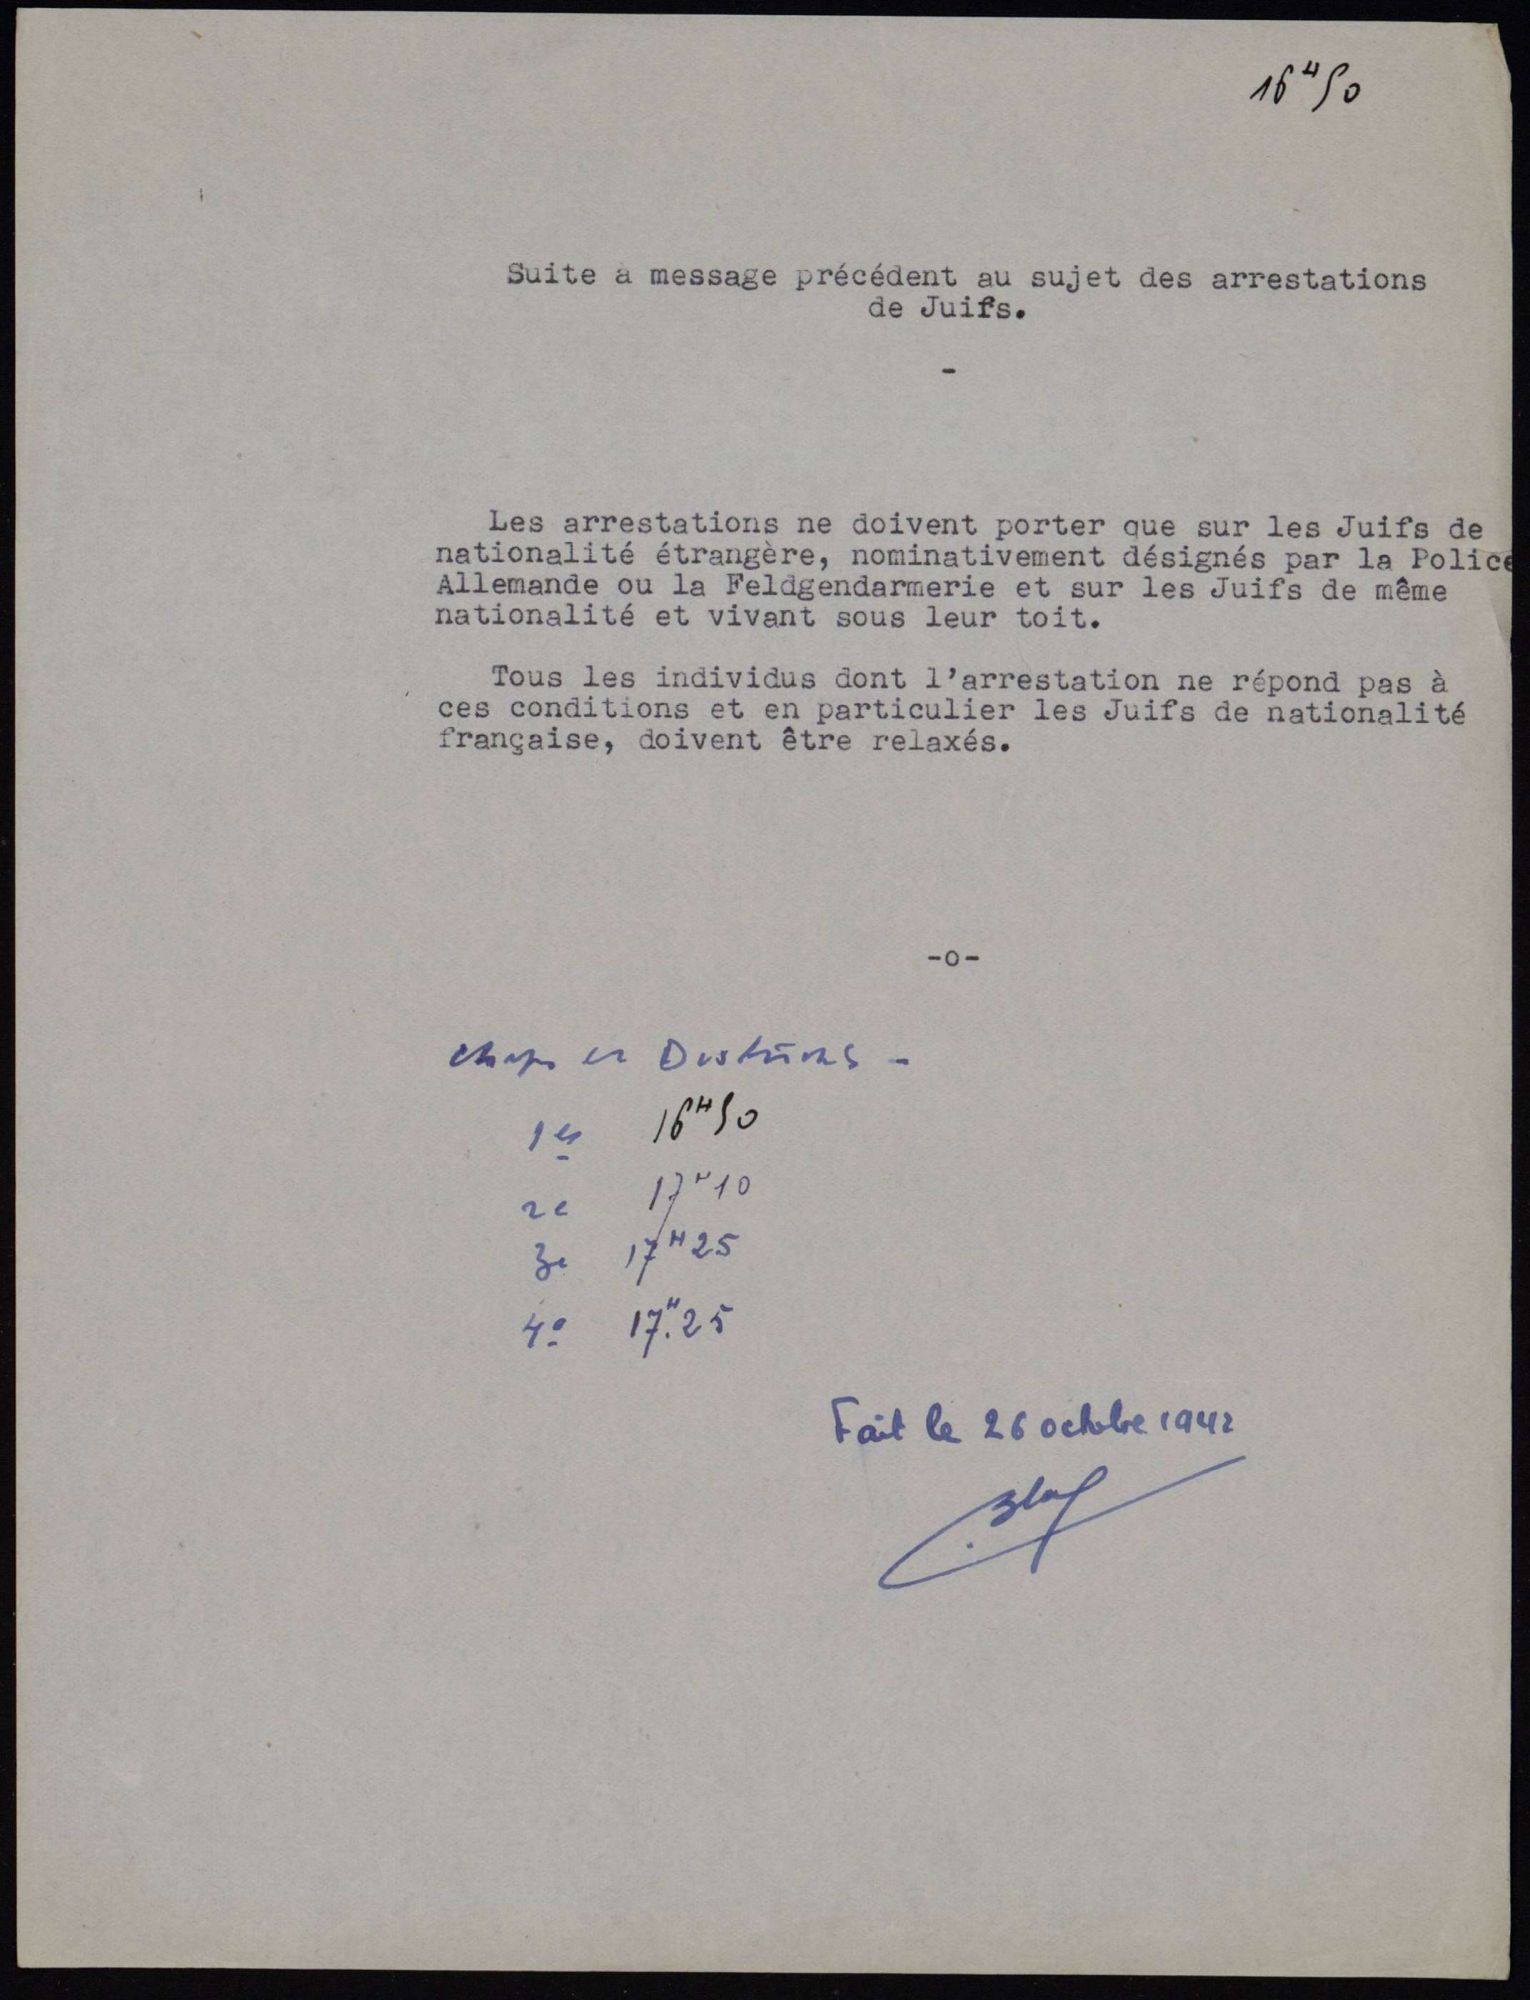 16H50
Suite à message précédent au sujet des arrestations
de Juifs.
-
Les arrestations ne doivent porter que sur les Juifs de
nationalité étrangère, nominativement désignés par la Police
Allemande ou la Feldgendarmerie et sur les Juifs de même
nationalité et vivant sous leur toit.
Tous les individus dont l'arrestation ne répond pas à
ces conditions et en particulier les Juifs de nationalité
française, doivent être relaxés.
-o-
1er 16H50
2e 17H10
3e 17H25
4e 17H.25
Fait le 26 octobre 1942